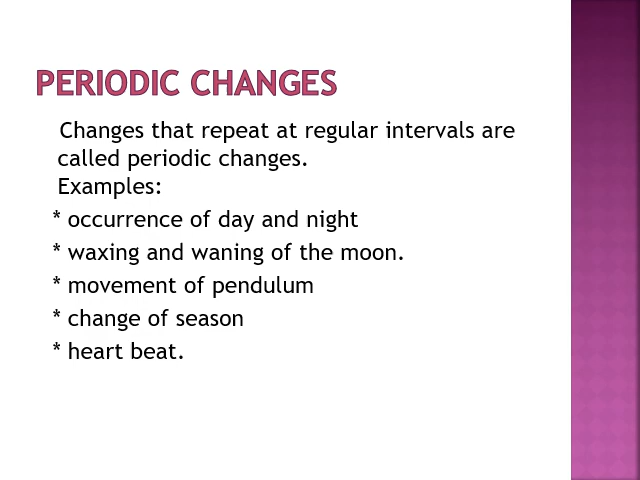 PERIODIC CHANGES
Changes that repeat at regular intervals are
called periodic changes.
Examples:
* occurrence of day and night
* waxing and waning of the moon.
* movement of pendulum
* change of season
* heart beat.